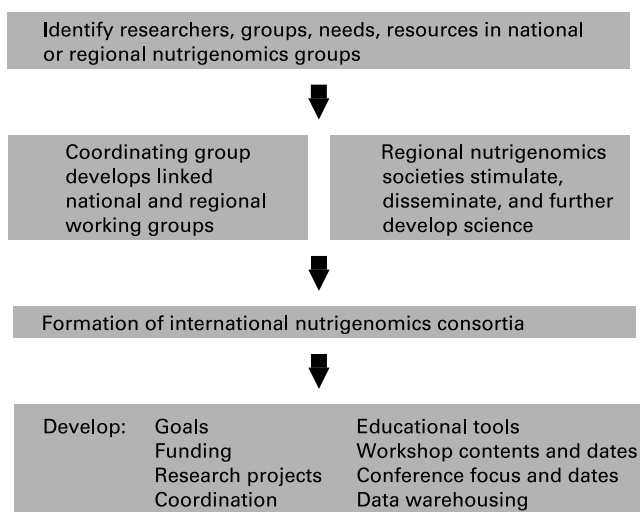 Identify researchers, groups, needs, resources in national
or regional nutrigenomics groups
Coordinating group
develops linked
national and regional
working groups
Regional nutrigenomics
societies stimulate,
disseminate, and further
develop science
Formation of international nutrigenomics consortia
Develop: Goals Educational tools
Funding Workshop contents and dates
Research projects Conference focus and dates
Coordination Data warehousing